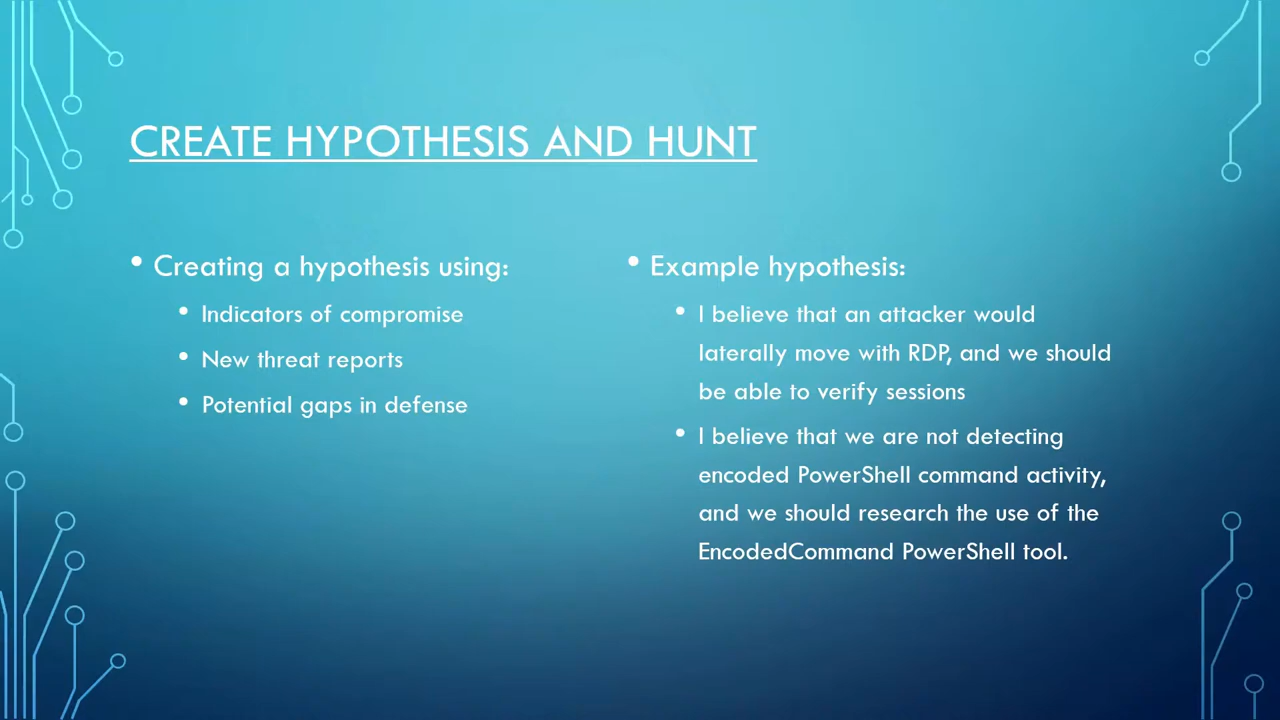 CREATE HYPOTHESIS AND HUNT
• Creating a hypothesis using:
• Indicators of compromise
• New threat reports
• Potential gaps in defense
• Example hypothesis:
• I believe that an attacker would
laterally move with RDP, and we should
be able to verify sessions
• I believe that we are not detecting
encoded PowerShell command activity,
and we should research the use of the
EncodedCommand PowerShell tool.